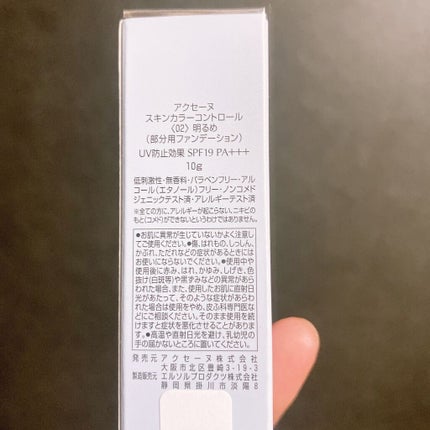 アクセーヌ
スキンカラーコントロール
〈02〉明るめ
(部分用ファンデーション)
UV防止効果 SPF19 PA+++
10g
低刺激性・無香料・パラベンフリー・アル
コール(エタノール)フリー・ノンコメド
ジェニックテスト済・アレルギーテスト済
※全ての方に、アレルギーが起こらない、ニキビの
もと(コメド)ができないというわけではありません。
●お肌に異常が生じていないかよく注意し
てご使用ください。●傷、はれもの、しっしん、
かぶれ、ただれなどの症状があるときには
お使いにならないでください。●使用中や
使用後に赤み、はれ、かゆみ、しげき、色
抜け(白斑等)や黒ずみなどの異常があら
われた場合、また、使用したお肌に直射日
光があたって、そのような症状があらわれ
た場合は使用をやめ、皮ふ科専門医な
どにご相談ください。そのまま使用を続
けますと症状を悪化させることがありま
す。●高温や直射日光を避け、乳幼児の
手の届かないところに置いてください。
発売元 アクセーヌ株式会社
大阪市北区豊崎3-19-3
製造販売元 エルソルプロダクツ株式会社
静岡県掛川市淡陽8